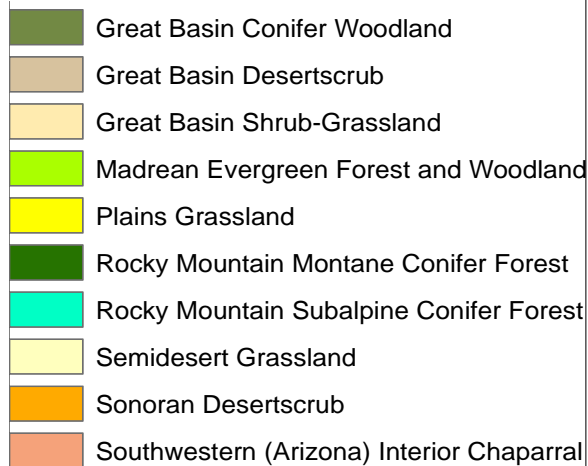 Great Basin Conifer Woodland
Great Basin Desertscrub
Great Basin Shrub-Grassland
Madrean Evergreen Forest and Woodland
Plains Grassland
Rocky Mountain Montane Conifer Forest
Rocky Mountain Subalpine Conifer Forest
Semidesert Grassland
Sonoran Desertscrub
Southwestern (Arizona) Interior Chaparral